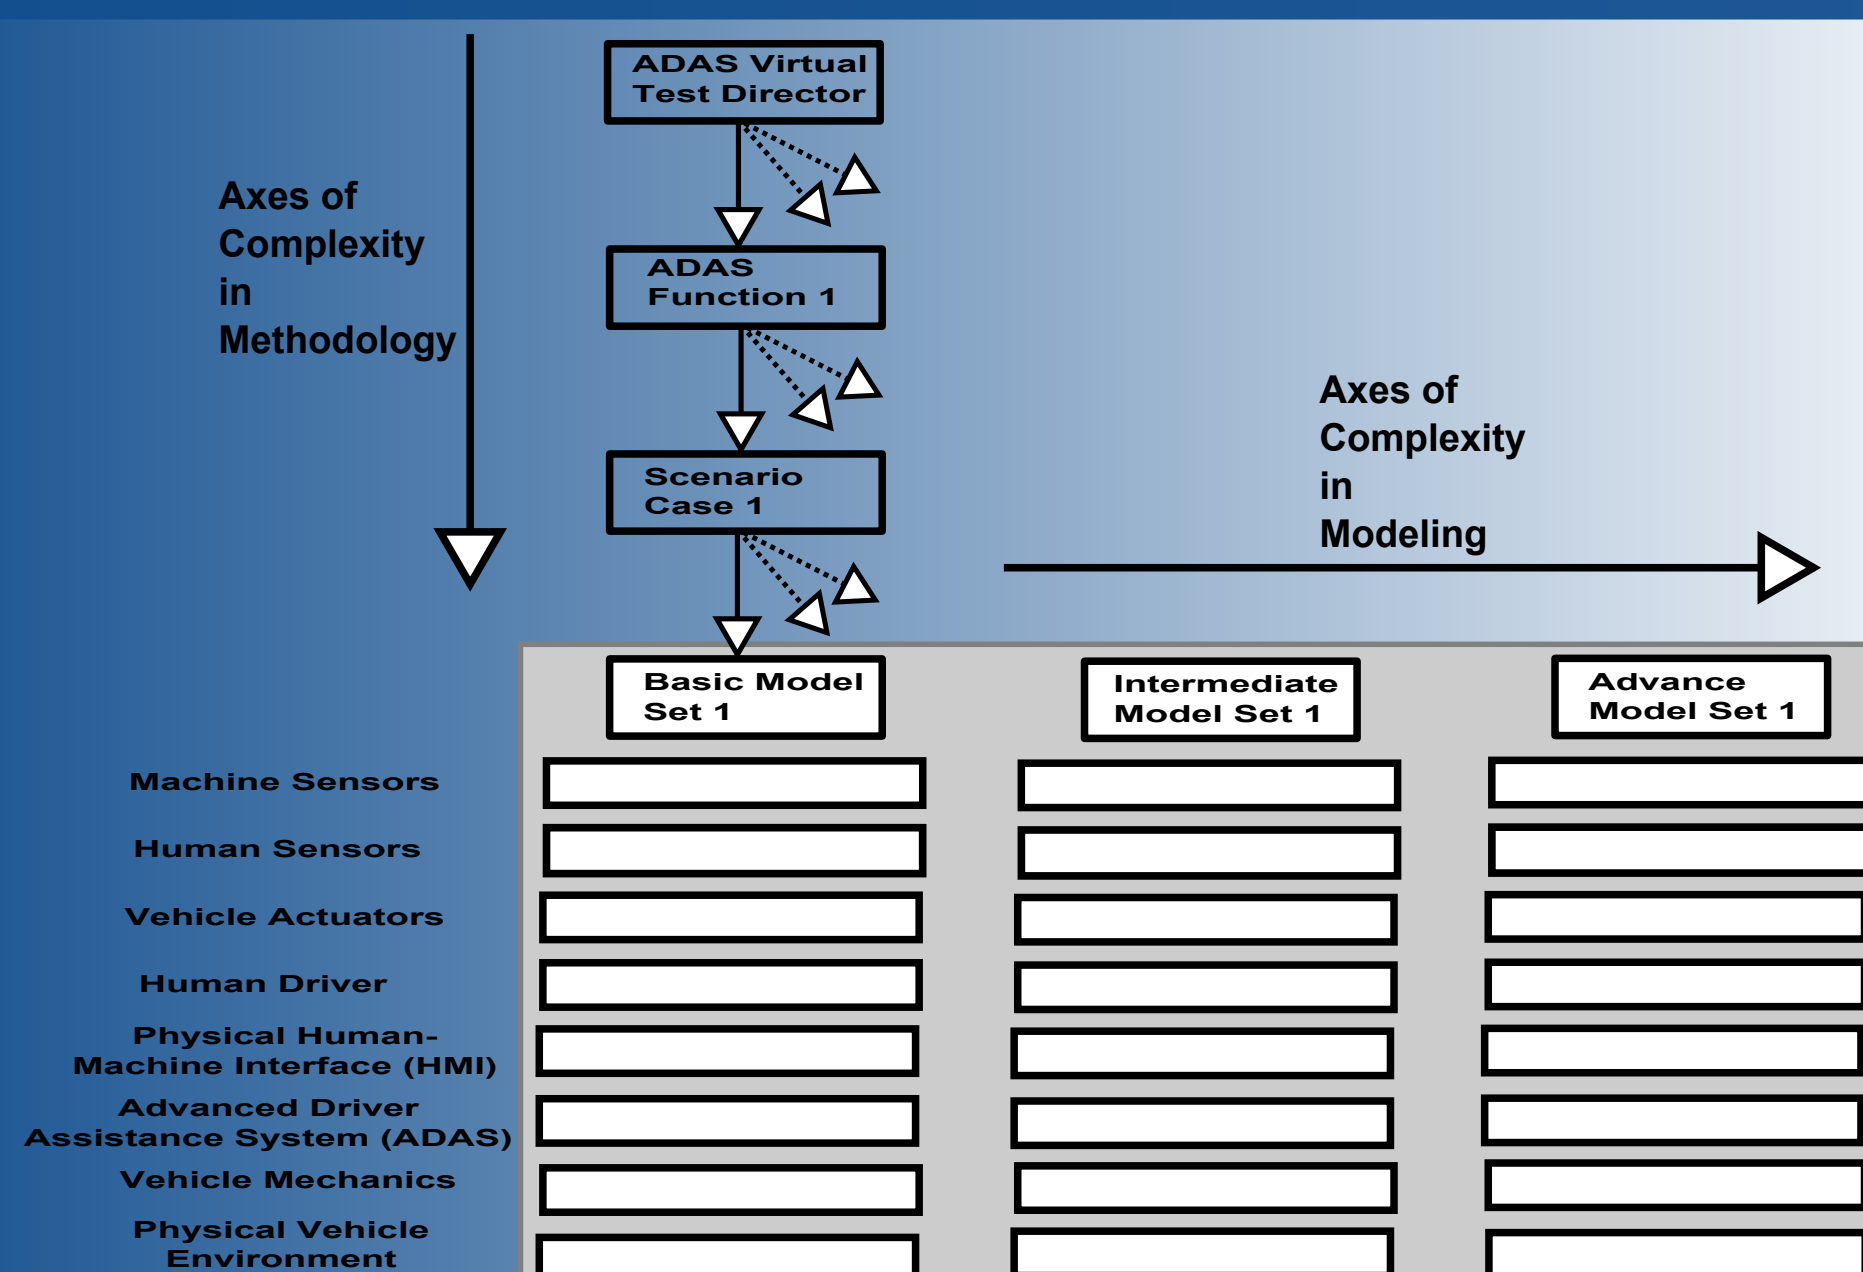 ADAS Virtual
Test Director
Axes of
Complexity
in
Methodology
ADAS
Function 1
Axes of
Complexity
in
Modeling
Scenario
Case 1
Basic Model
Set 1
Intermediate
Model Set 1
Advance
Model Set 1
Machine Sensors
Human Sensors
Vehicle Actuators
Human Driver
Physical Human-
Machine Interface (HMI)
Advanced Driver
Assistance System (ADAS)
Vehicle Mechanics
Physical Vehicle
Environment